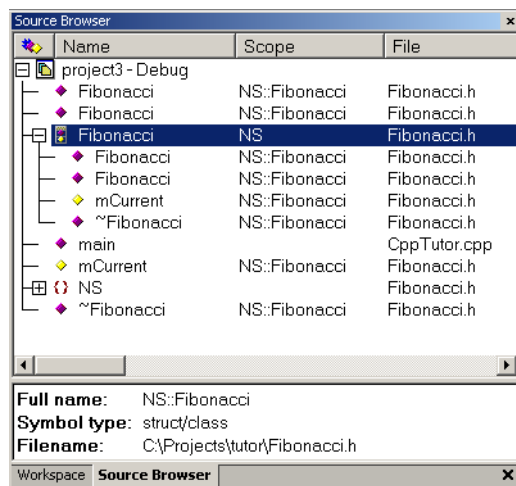 Source Browser
Name Scope File
project3 - Debug
Fibonacci NS::Fibonacci Fibonacci.h
Fibonacci NS::Fibonacci Fibonacci.h
Fibonacci NS Fibonacci.h
Fibonacci NS::Fibonacci Fibonacci.h
Fibonacci NS::Fibonacci Fibonacci.h
mCurrent NS::Fibonacci Fibonacci.h
~Fibonacci NS::Fibonacci Fibonacci.h
main CppTutor.cpp
mCurrent NS::Fibonacci Fibonacci.h
NS Fibonacci.h
~Fibonacci NS::Fibonacci Fibonacci.h
Full name: NS::Fibonacci
Symbol type: struct/class
Filename: C:\Projects\tutor\Fibonacci.h
Workspace Source Browser